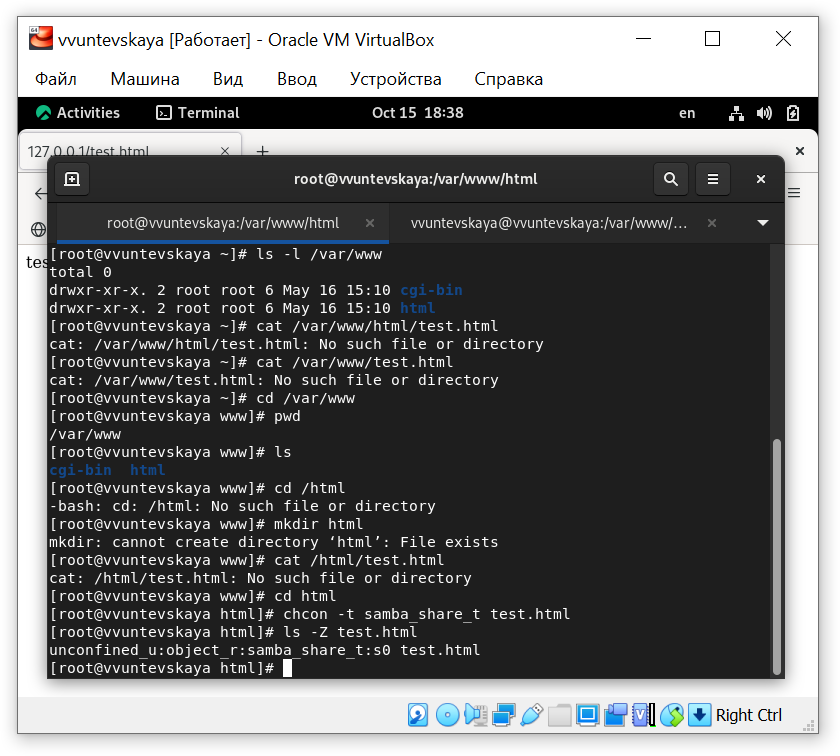 vvuntevskaya [Работает] - Oracle VM VirtualBox
Файл Машина Вид Ввод Устройства Справка
Activities Terminal Oct 15 18:38 en
127.0.0.1/test.html
root@vvuntevskaya:/var/www/html
root@vvuntevskaya:/var/www/html vvuntevskaya@vvuntevskaya:/var/www/...
[root@vvuntevskaya ~]# ls -l /var/www
total 0
drwxr-xr-x. 2 root root 6 May 16 15:10 cgi-bin
drwxr-xr-x. 2 root root 6 May 16 15:10 html
[root@vvuntevskaya ~]# cat /var/www/html/test.html
cat: /var/www/html/test.html: No such file or directory
[root@vvuntevskaya ~]# cat /var/www/test.html
cat: /var/www/test.html: No such file or directory
[root@vvuntevskaya ~]# cd /var/www
[root@vvuntevskaya www]# pwd
/var/www
[root@vvuntevskaya www]# ls
cgi-bin  html
[root@vvuntevskaya www]# cd /html
-bash: cd: /html: No such file or directory
[root@vvuntevskaya www]# mkdir html
mkdir: cannot create directory ‘html’: File exists
[root@vvuntevskaya www]# cat /html/test.html
cat: /html/test.html: No such file or directory
[root@vvuntevskaya www]# cd html
[root@vvuntevskaya html]# chcon -t samba_share_t test.html
[root@vvuntevskaya html]# ls -Z test.html
unconfined_u:object_r:samba_share_t:s0 test.html
[root@vvuntevskaya html]#
Right Ctrl